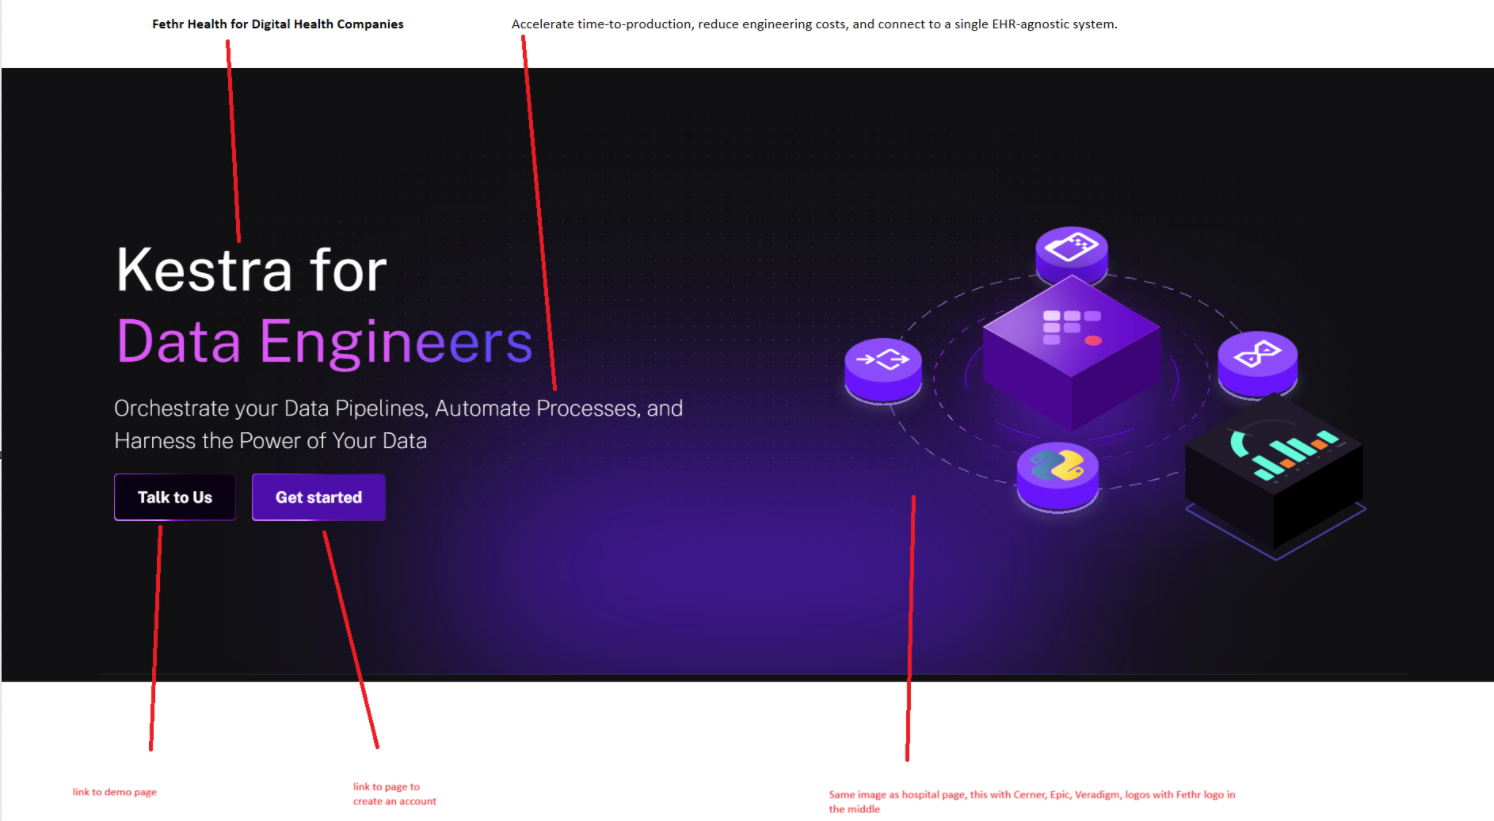 Fethr Health for Digital Health Companies
Accelerate time-to-production, reduce engineering costs, and connect to a single EHR-agnostic system.
Kestra for
Data Engineers
Orchestrate your Data Pipelines, Automate Processes, and
Harness the Power of Your Data
Talk to Us
Get started
link to demo page
link to page to
create an account
Same image as hospital page, this with Cerner, Epic, Veradigm, logos with Fethr logo in
the middle